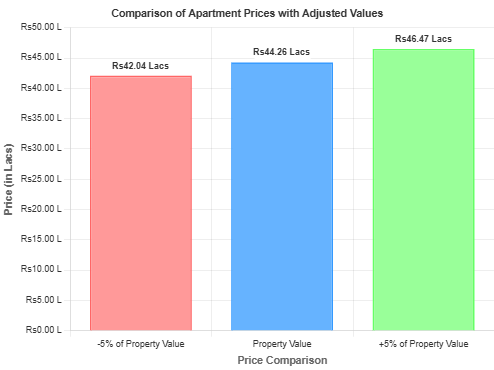 Comparison of Apartment Prices with Adjusted Values
Rs50.00 L
Rs45.00 L
Rs40.00 L
Rs35.00 L
Rs30.00 L
Rs25.00 L
Rs20.00 L
Rs15.00 L
Rs10.00 L
Rs5.00 L
Rs0.00 L
Price (in Lacs)
Rs42.04 Lacs
Rs44.26 Lacs
Rs46.47 Lacs
-5% of Property Value
Property Value
+5% of Property Value
Price Comparison